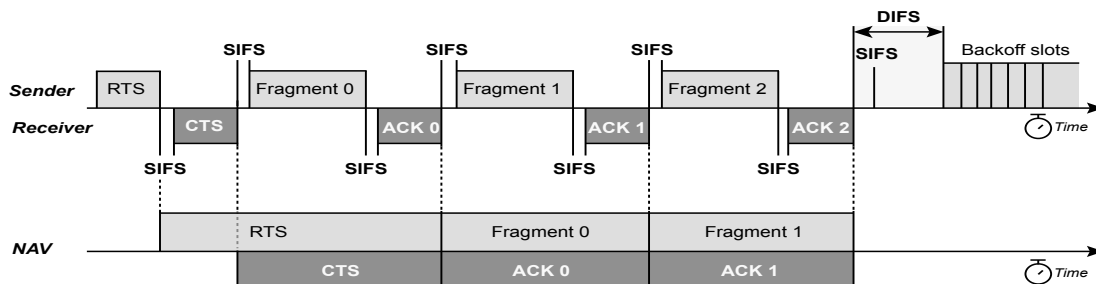 DIFS
SIFS SIFS SIFS SIFS Backoff slots
Sender RTS Fragment 0 Fragment 1 Fragment 2
Receiver CTS ACK 0 ACK 1 ACK 2 Time
SIFS SIFS SIFS SIFS
RTS Fragment 0 Fragment 1
NAV
CTS ACK 0 ACK 1 Time